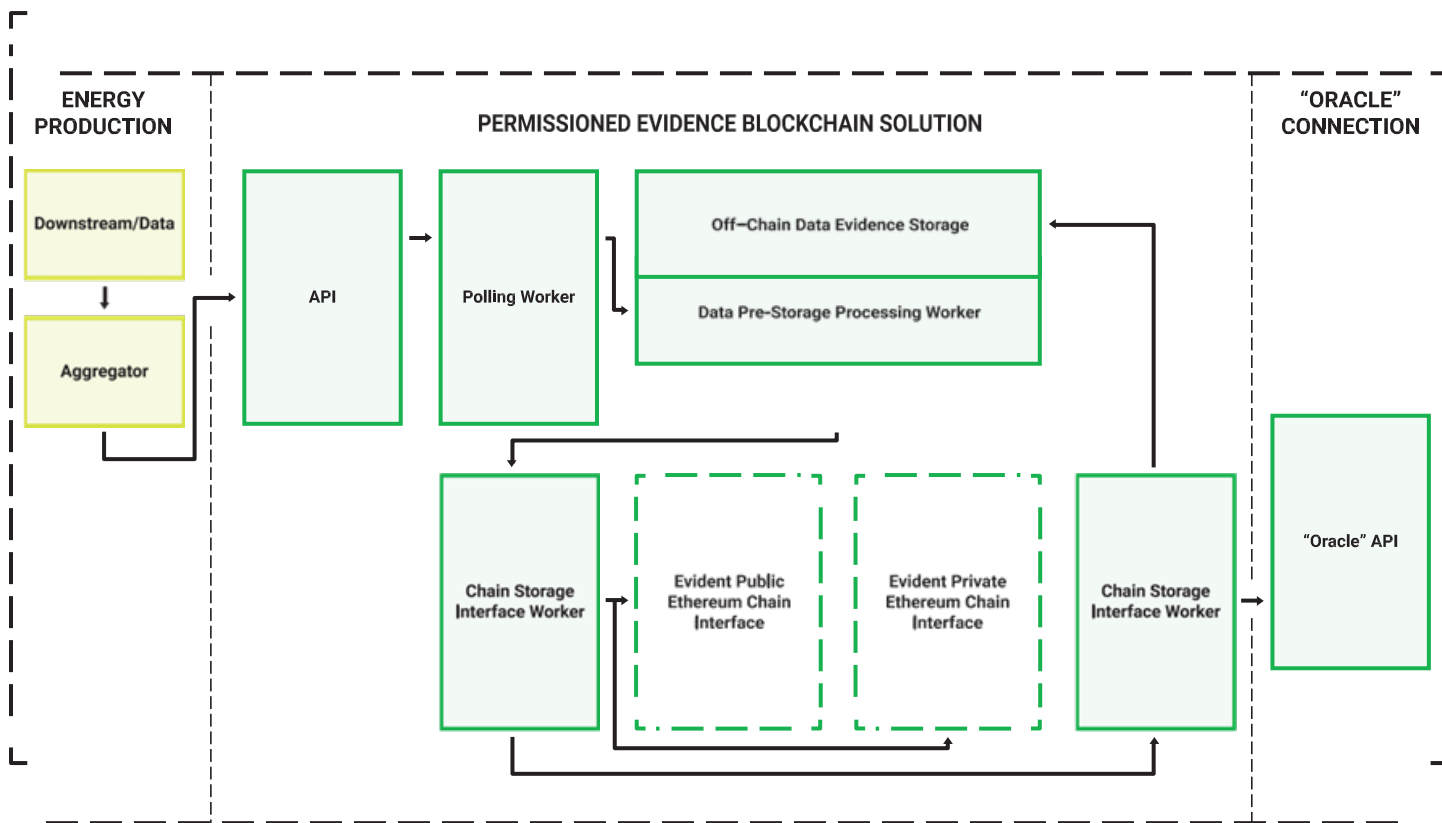 ENERGY
PRODUCTION
PERMISSIONED EVIDENCE BLOCKCHAIN SOLUTION
“ORACLE”
CONNECTION
Downstream/Data
Aggregator
API
Polling Worker
Off–Chain Data Evidence Storage
Data Pre-Storage Processing Worker
Chain Storage
Interface Worker
Evident Public
Ethereum Chain
Interface
Evident Private
Ethereum Chain
Interface
Chain Storage
Interface Worker
“Oracle” API